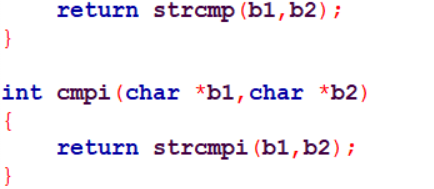 return strcmp(b1,b2);
}
int cmpi(char *b1,char *b2)
{
return strcmpi(b1,b2);
}